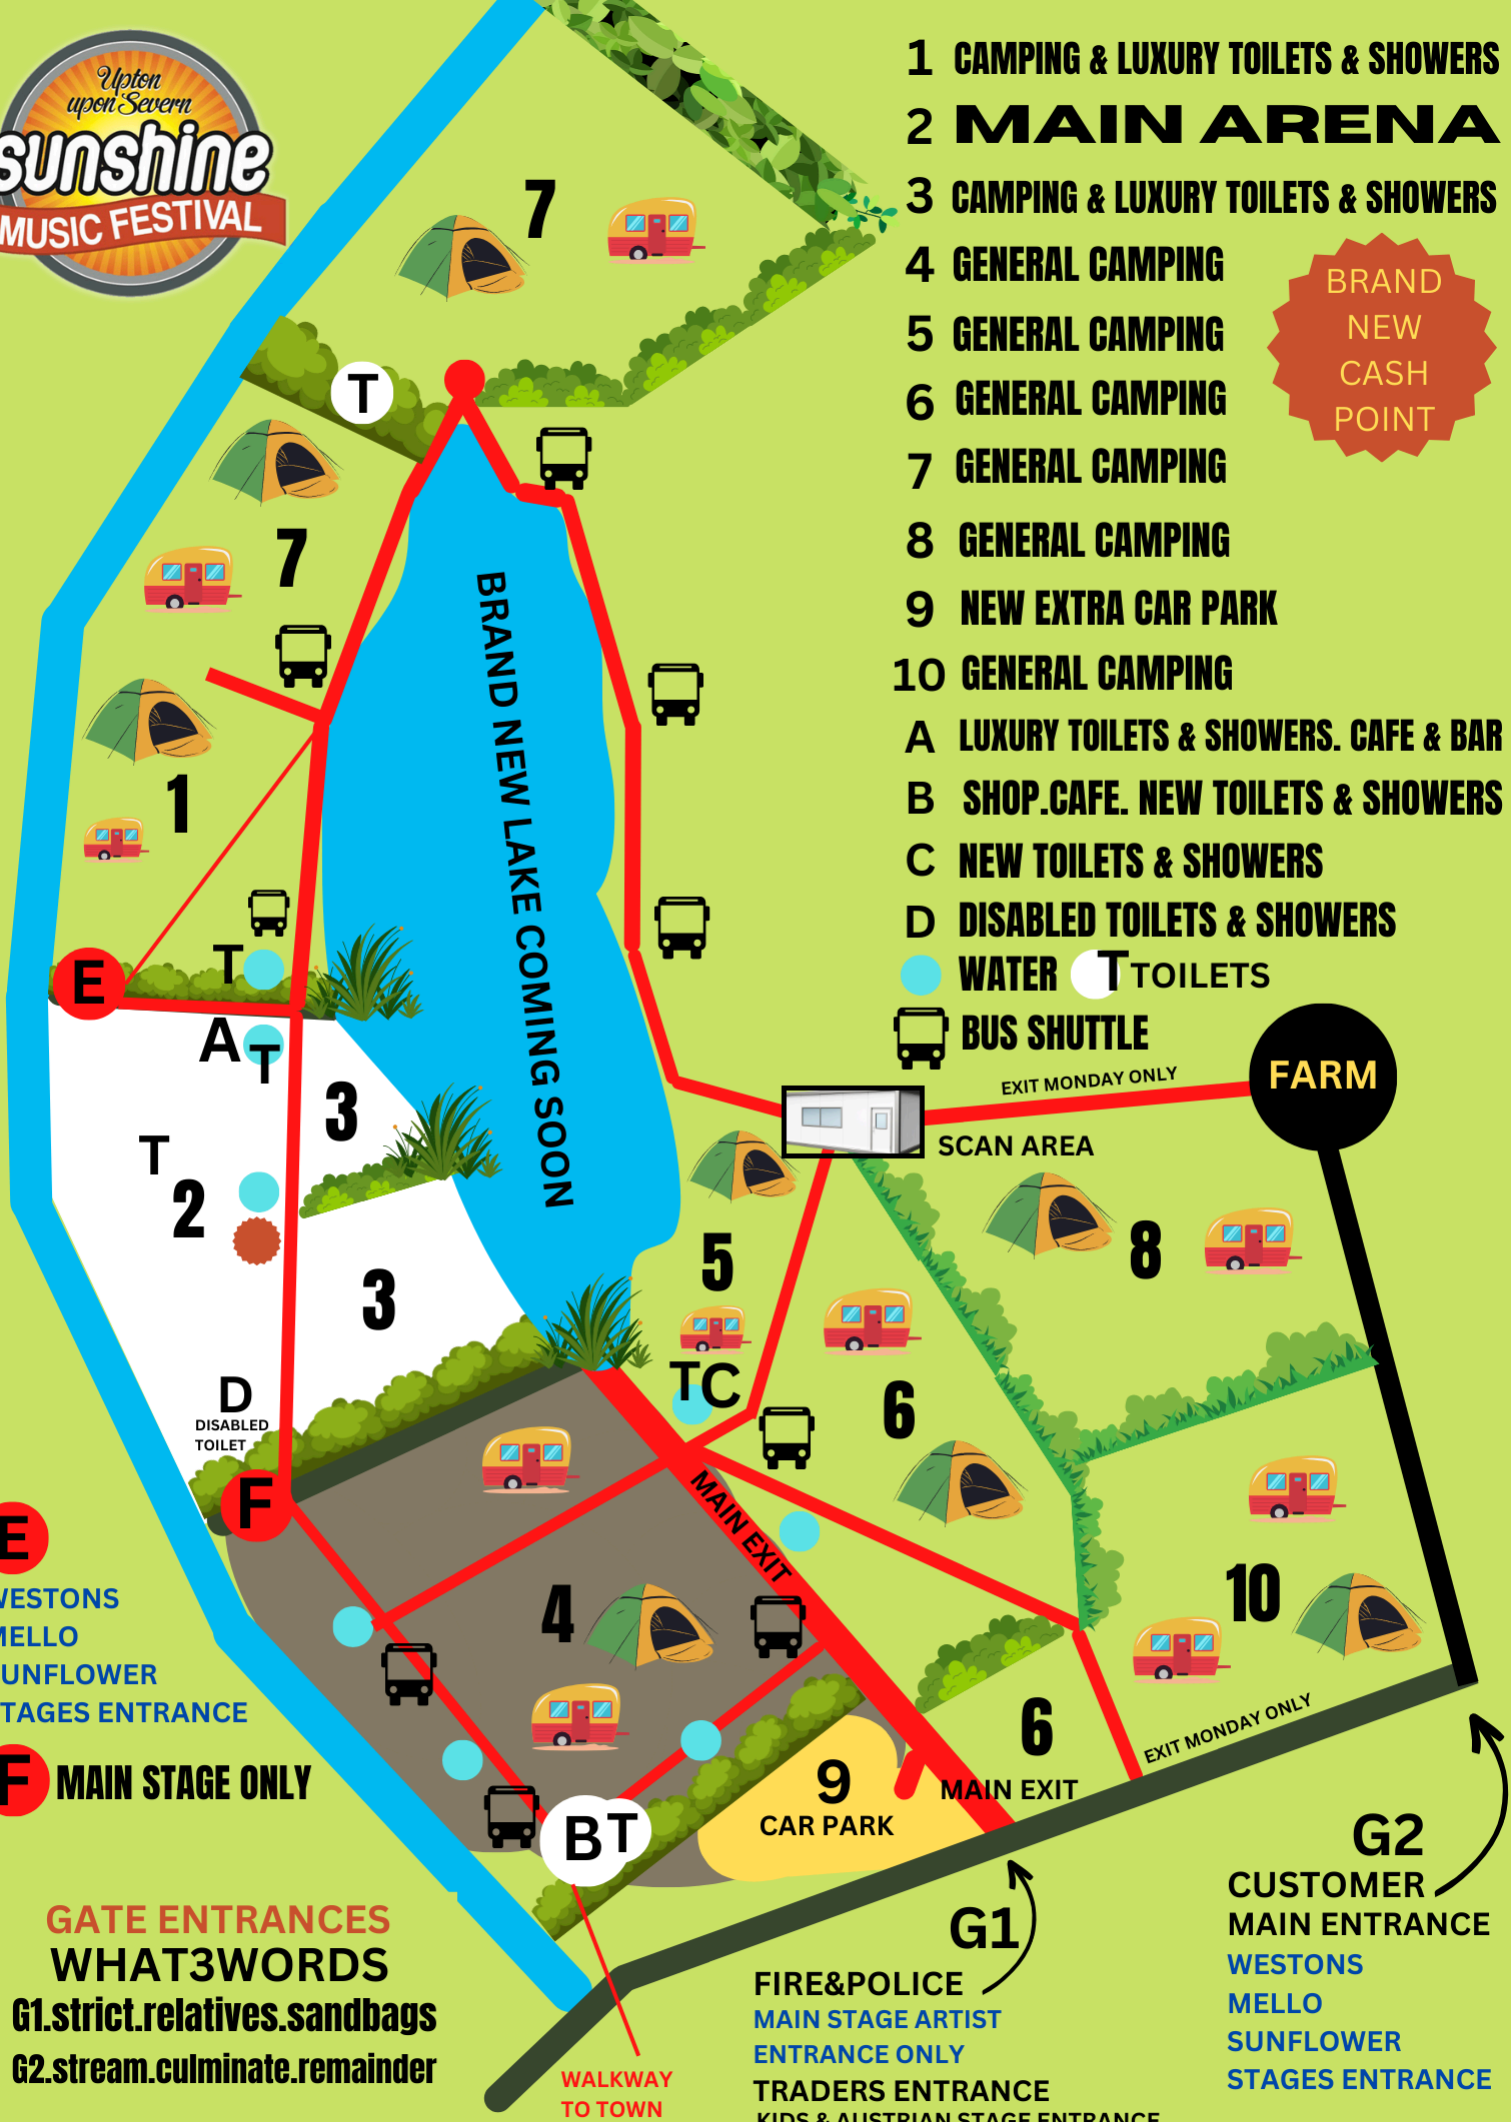 Upton
upon Severn
sunshine
MUSIC FESTIVAL
1 CAMPING & LUXURY TOILETS & SHOWERS
2 MAIN ARENA
3 CAMPING & LUXURY TOILETS & SHOWERS
4 GENERAL CAMPING
5 GENERAL CAMPING
6 GENERAL CAMPING
7 GENERAL CAMPING
8 GENERAL CAMPING
9 NEW EXTRA CAR PARK
10 GENERAL CAMPING
A LUXURY TOILETS & SHOWERS. CAFE & BAR
B SHOP.CAFE. NEW TOILETS & SHOWERS
C NEW TOILETS & SHOWERS
D DISABLED TOILETS & SHOWERS
WATER T TOILETS
BUS SHUTTLE
BRAND
NEW
CASH
POINT
7
T
7
1
BRAND NEW LAKE COMING SOON
E
T
A T
3
T
2
3
D
DISABLED
TOILET
F
EXIT MONDAY ONLY
FARM
SCAN AREA
5
8
TC
6
MAIN EXIT
4
10
6
EXIT MONDAY ONLY
9
CAR PARK
MAIN EXIT
B T
E
WESTONS
MELLO
SUNFLOWER
STAGES ENTRANCE
F MAIN STAGE ONLY
GATE ENTRANCES
WHAT3WORDS
G1.strict.relatives.sandbags
G2.stream.culminate.remainder
WALKWAY
TO TOWN
G1
FIRE&POLICE
MAIN STAGE ARTIST
ENTRANCE ONLY
TRADERS ENTRANCE
KIDS & AUSTRIAN STAGE ENTRANCE
G2
CUSTOMER
MAIN ENTRANCE
WESTONS
MELLO
SUNFLOWER
STAGES ENTRANCE